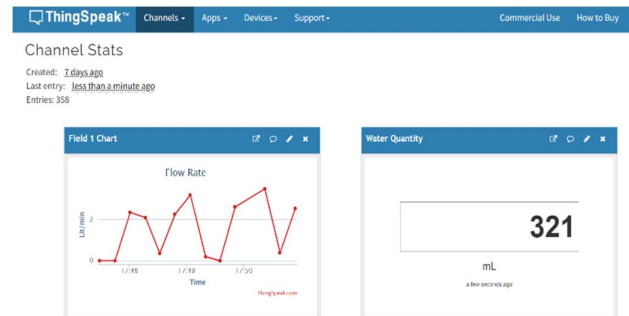 ThingSpeak™ Channels Apps Devices Support Commercial Use How to Buy
Channel Stats
Created: 7 days ago
Last entry: less than a minute ago
Entries: 358
Field 1 Chart
Flow Rate
Lit/min
2
0
17:48 17:49 17:50
Time
ThingSpeak.com
Water Quantity
321
mL
a few seconds ago